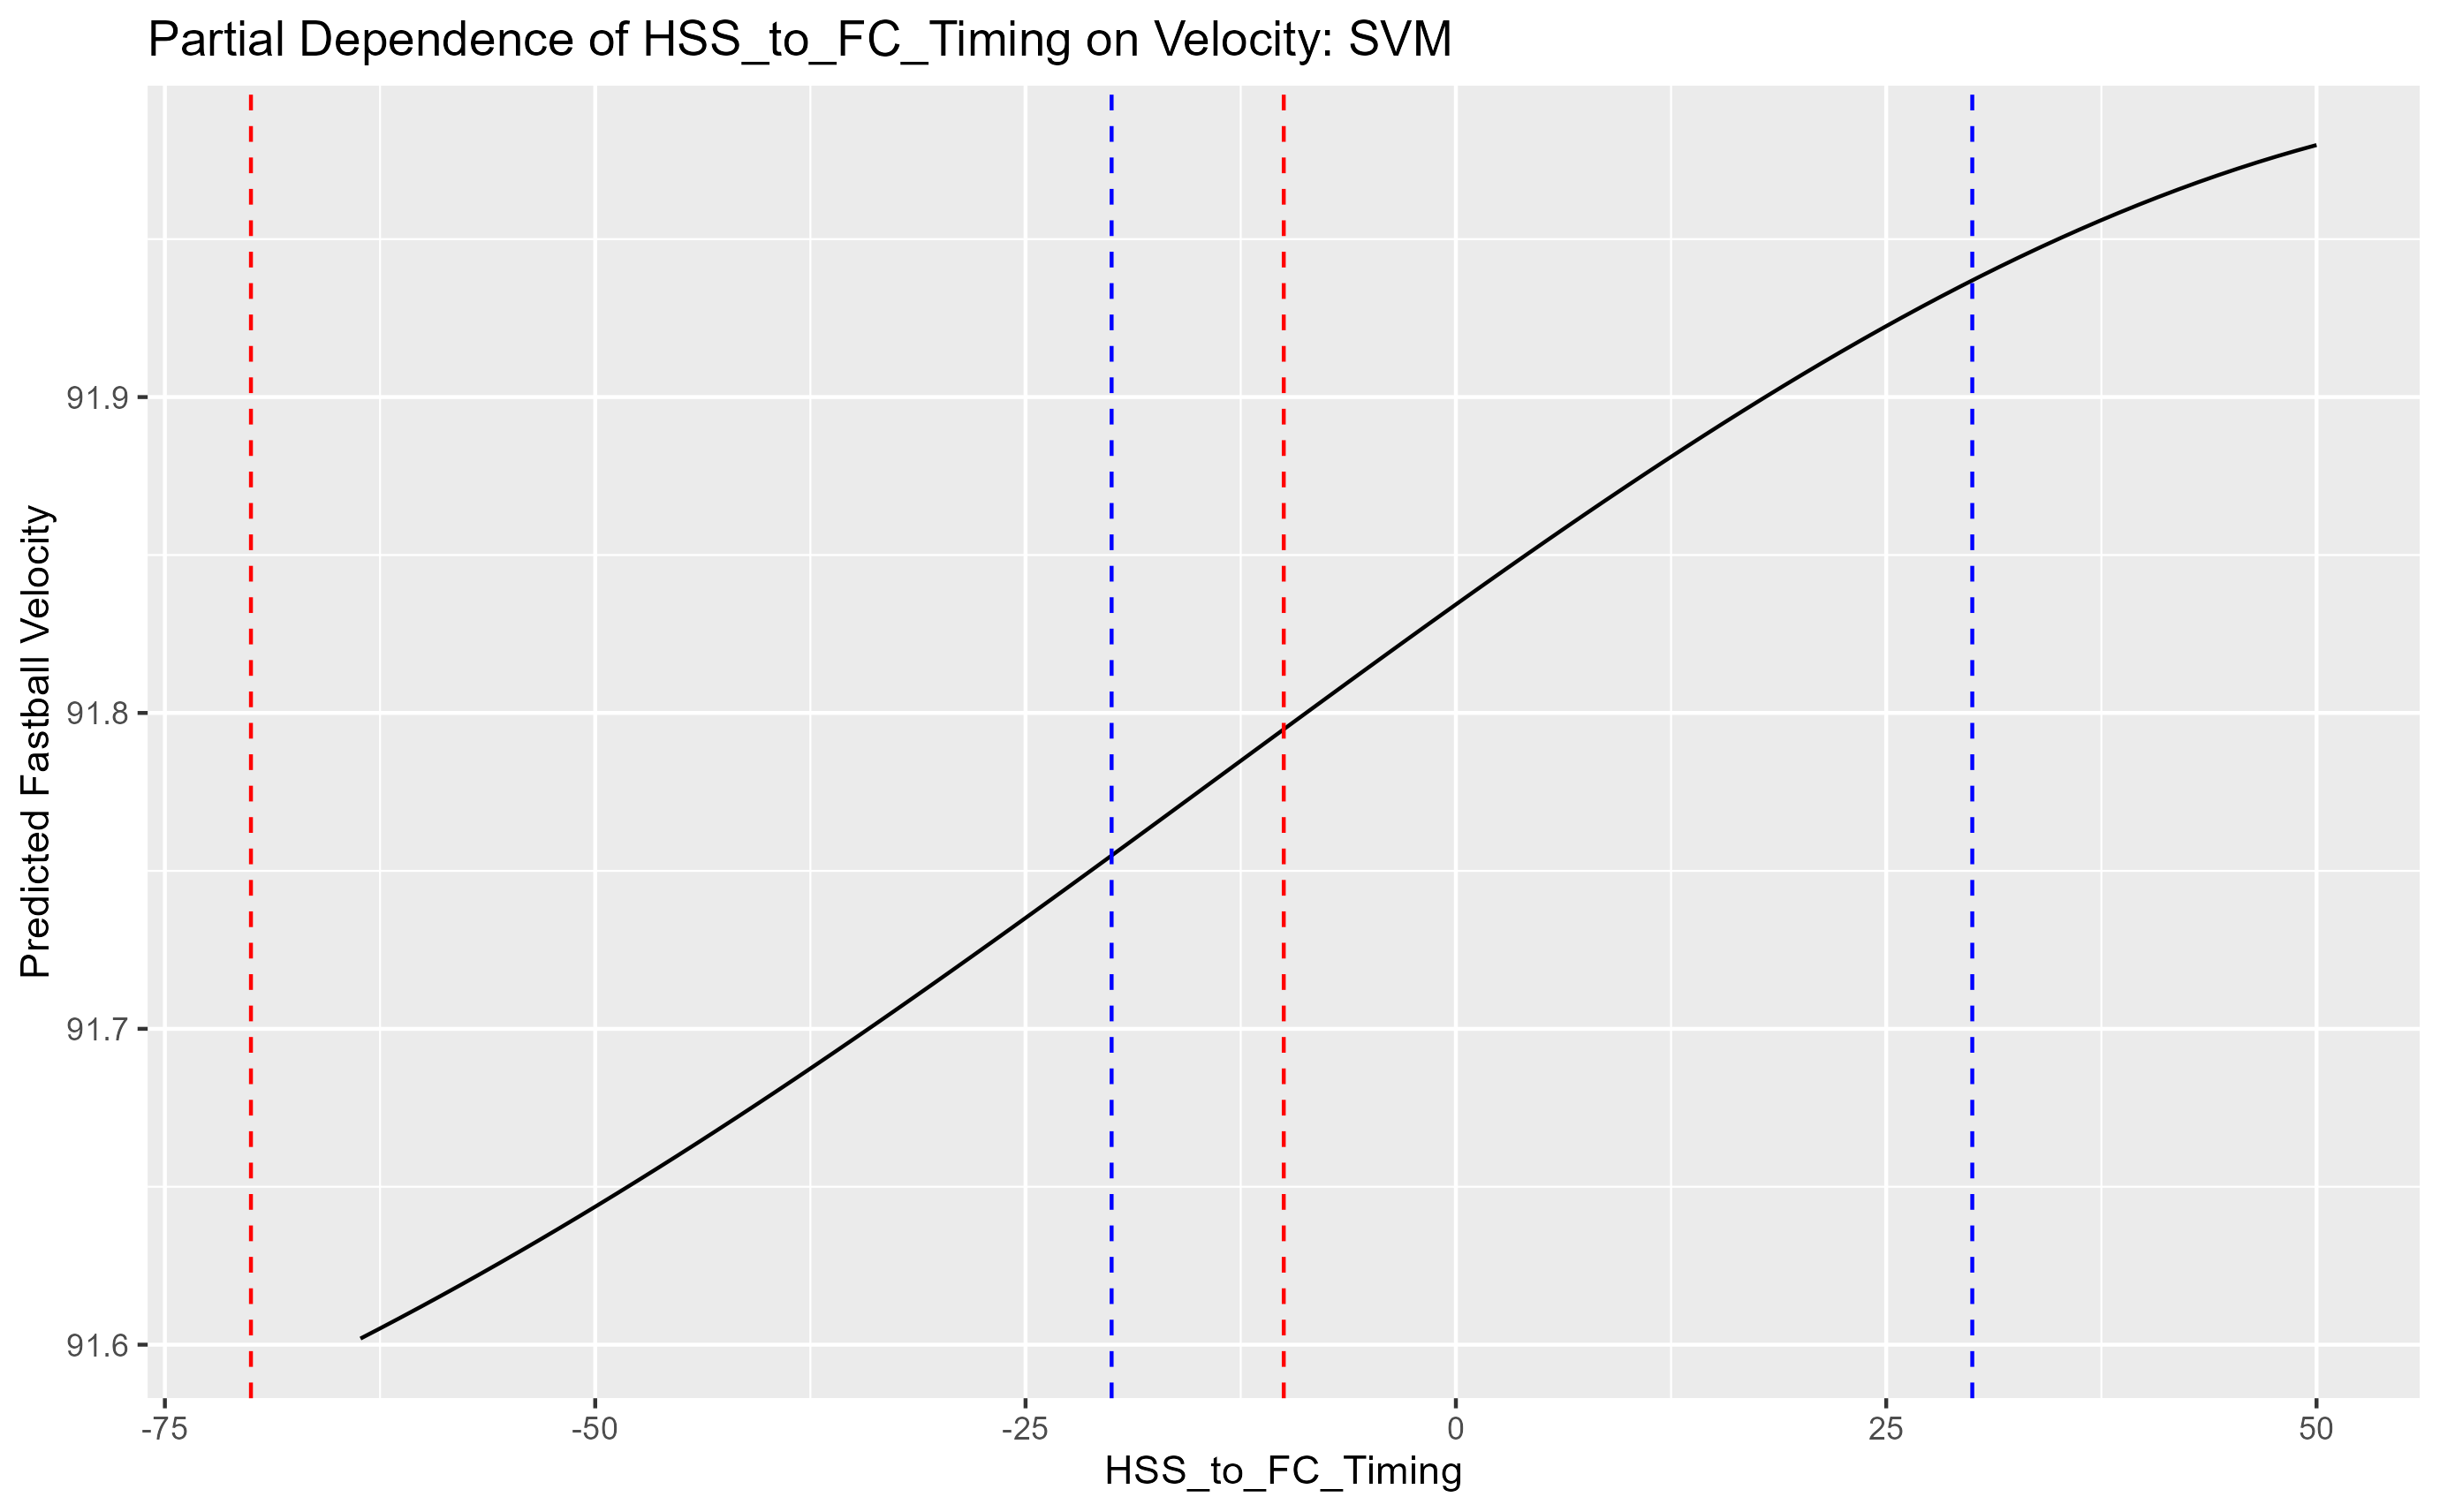 Partial Dependence of HSS_to_FC_Timing on Velocity: SVM
Predicted Fastball Velocity
91.9
91.8
91.7
91.6
-75 -50 -25 0 25 50
HSS_to_FC_Timing